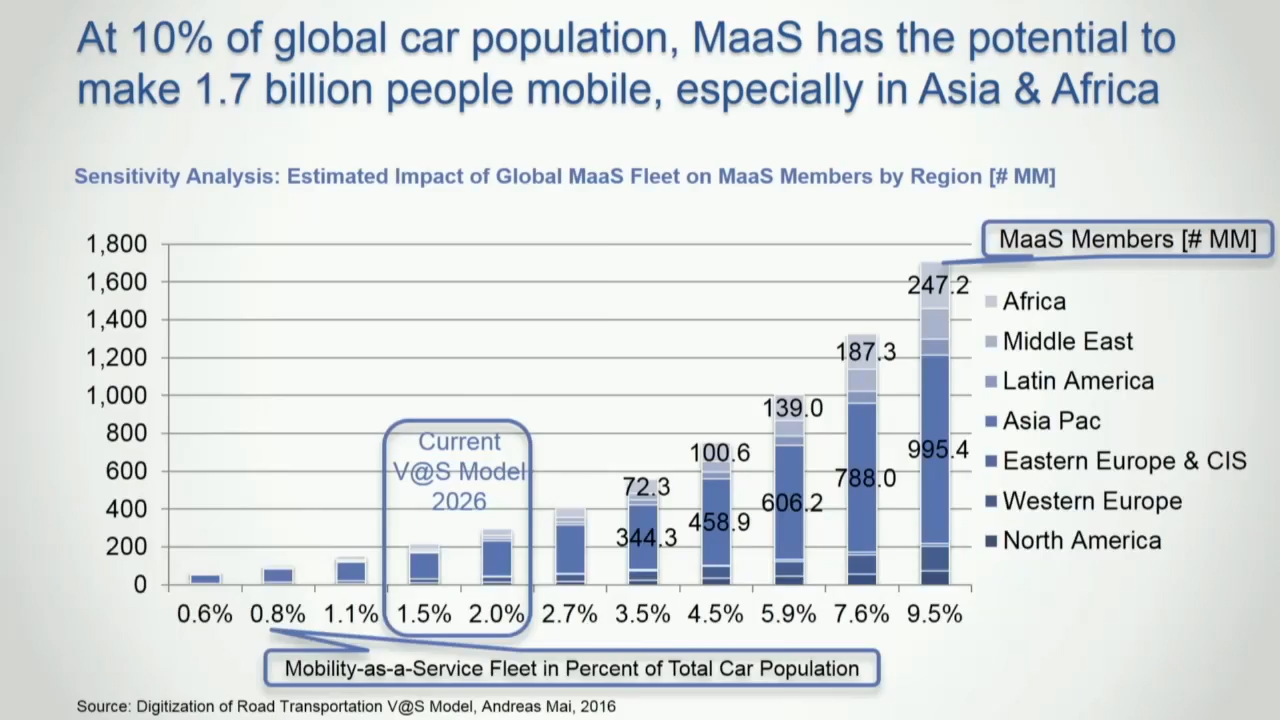 At 10% of global car population, MaaS has the potential to
make 1.7 billion people mobile, especially in Asia & Africa
Sensitivity Analysis: Estimated Impact of Global MaaS Fleet on MaaS Members by Region [# MM]
MaaS Members [# MM]
1,800
1,600
1,400
1,200
1,000
800
600
400
200
0
Current
V@S Model
2026
72.3
344.3
100.6
458.9
139.0
606.2
187.3
788.0
247.2
995.4
Africa
Middle East
Latin America
Asia Pac
Eastern Europe & CIS
Western Europe
North America
0.6% 0.8% 1.1% 1.5% 2.0% 2.7% 3.5% 4.5% 5.9% 7.6% 9.5%
Mobility-as-a-Service Fleet in Percent of Total Car Population
Source: Digitization of Road Transportation V@S Model, Andreas Mai, 2016